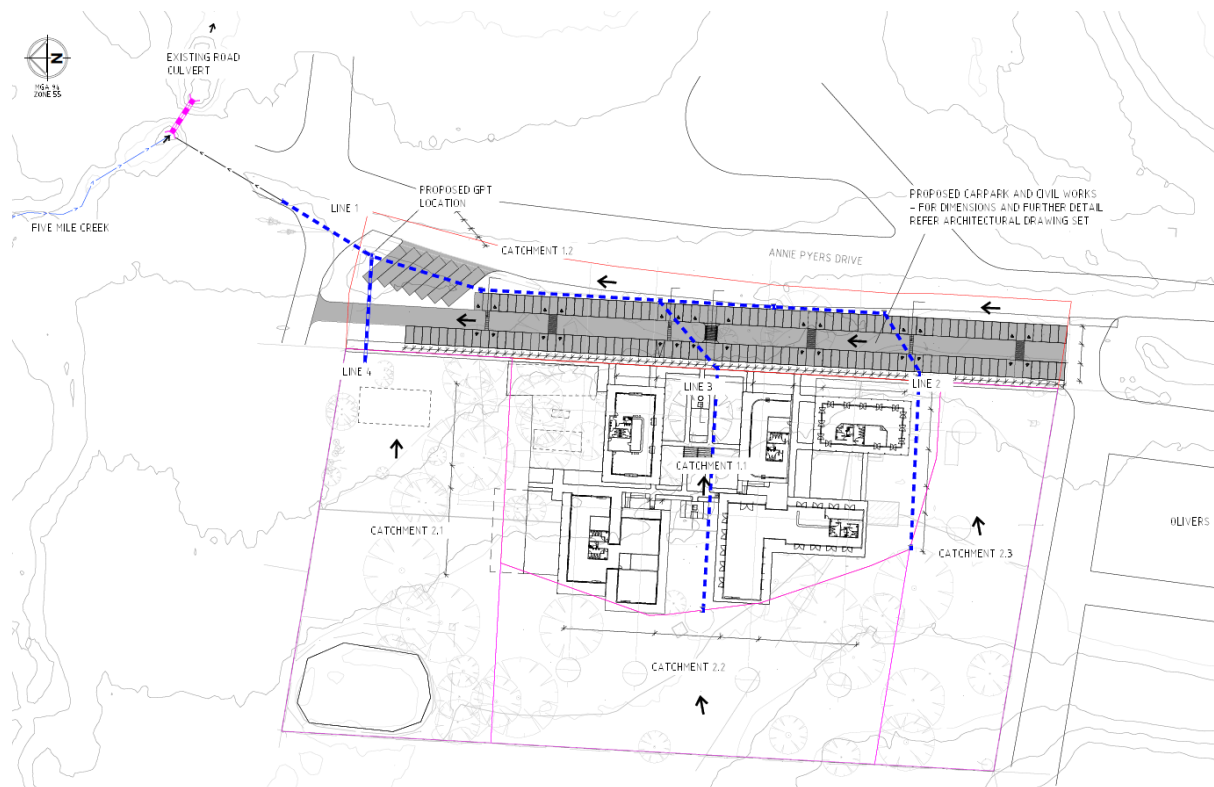 EXISTING ROAD
CULVERT
N
MGA 94
ZONE 55
PROPOSED GPT
LOCATION
PROPOSED CARPARK AND CIVIL WORKS
- FOR DIMENSIONS AND FURTHER DETAIL
REFER ARCHITECTURAL DRAWING SET
LINE 1
FIVE MILE CREEK
CATCHMENT 1.2
ANNIE PYERS DRIVE
LINE 4
LINE 3
LINE 2
CATCHMENT 1.1
CATCHMENT 2.1
OLIVERS
CATCHMENT 2.3
CATCHMENT 2.2